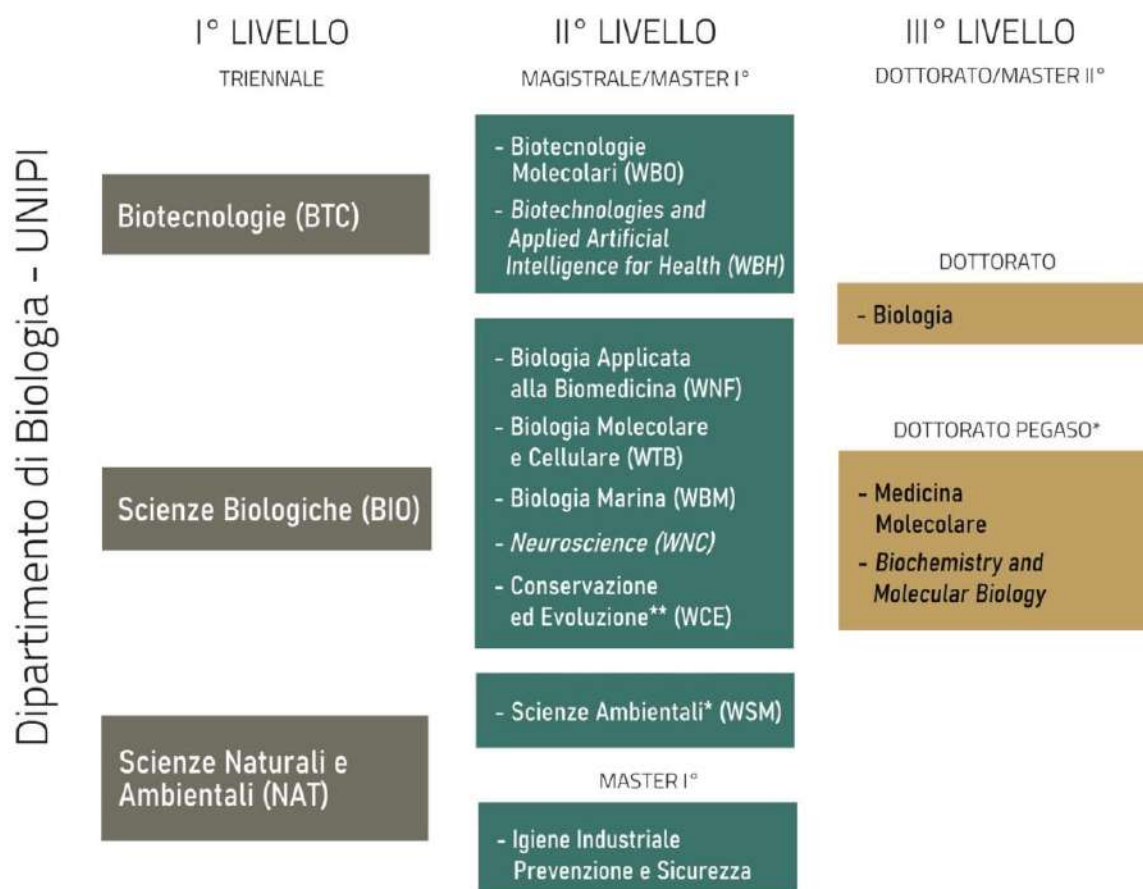 Dipartimento di Biologia - UNIPI
I° LIVELLO
TRIENNALE
Biotecnologie (BTC)
Scienze Biologiche (BIO)
Scienze Naturali e
Ambientali (NAT)
II° LIVELLO
MAGISTRALE/MASTER I°
- Biotecnologie
Molecolari (WBO)
- Biotechnologies and
Applied Artificial
Intelligence for Health (WBH)
- Biologia Applicata
alla Biomedicina (WNF)
- Biologia Molecolare
e Cellulare (WTB)
- Biologia Marina (WBM)
- Neuroscience (WNC)
- Conservazione
ed Evoluzione** (WCE)
- Scienze Ambientali* (WSM)
MASTER I°
- Igiene Industriale
Prevenzione e Sicurezza
III° LIVELLO
DOTTORATO/MASTER II°
DOTTORATO
- Biologia
DOTTORATO PEGASO*
- Medicina
Molecolare
- Biochemistry and
Molecular Biology